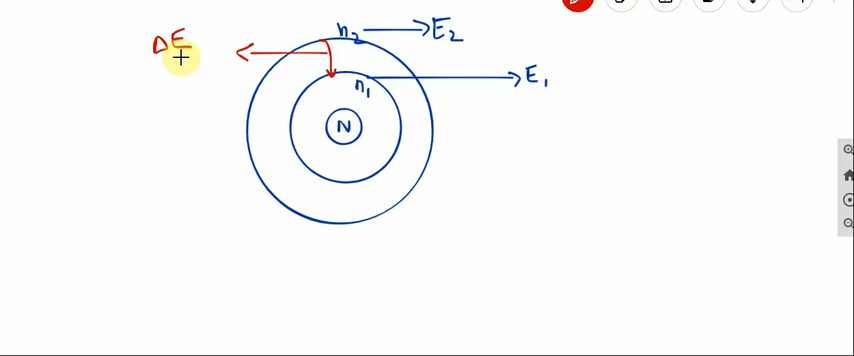 n₂ → E₂
ΔE
n₁ → E₁
N